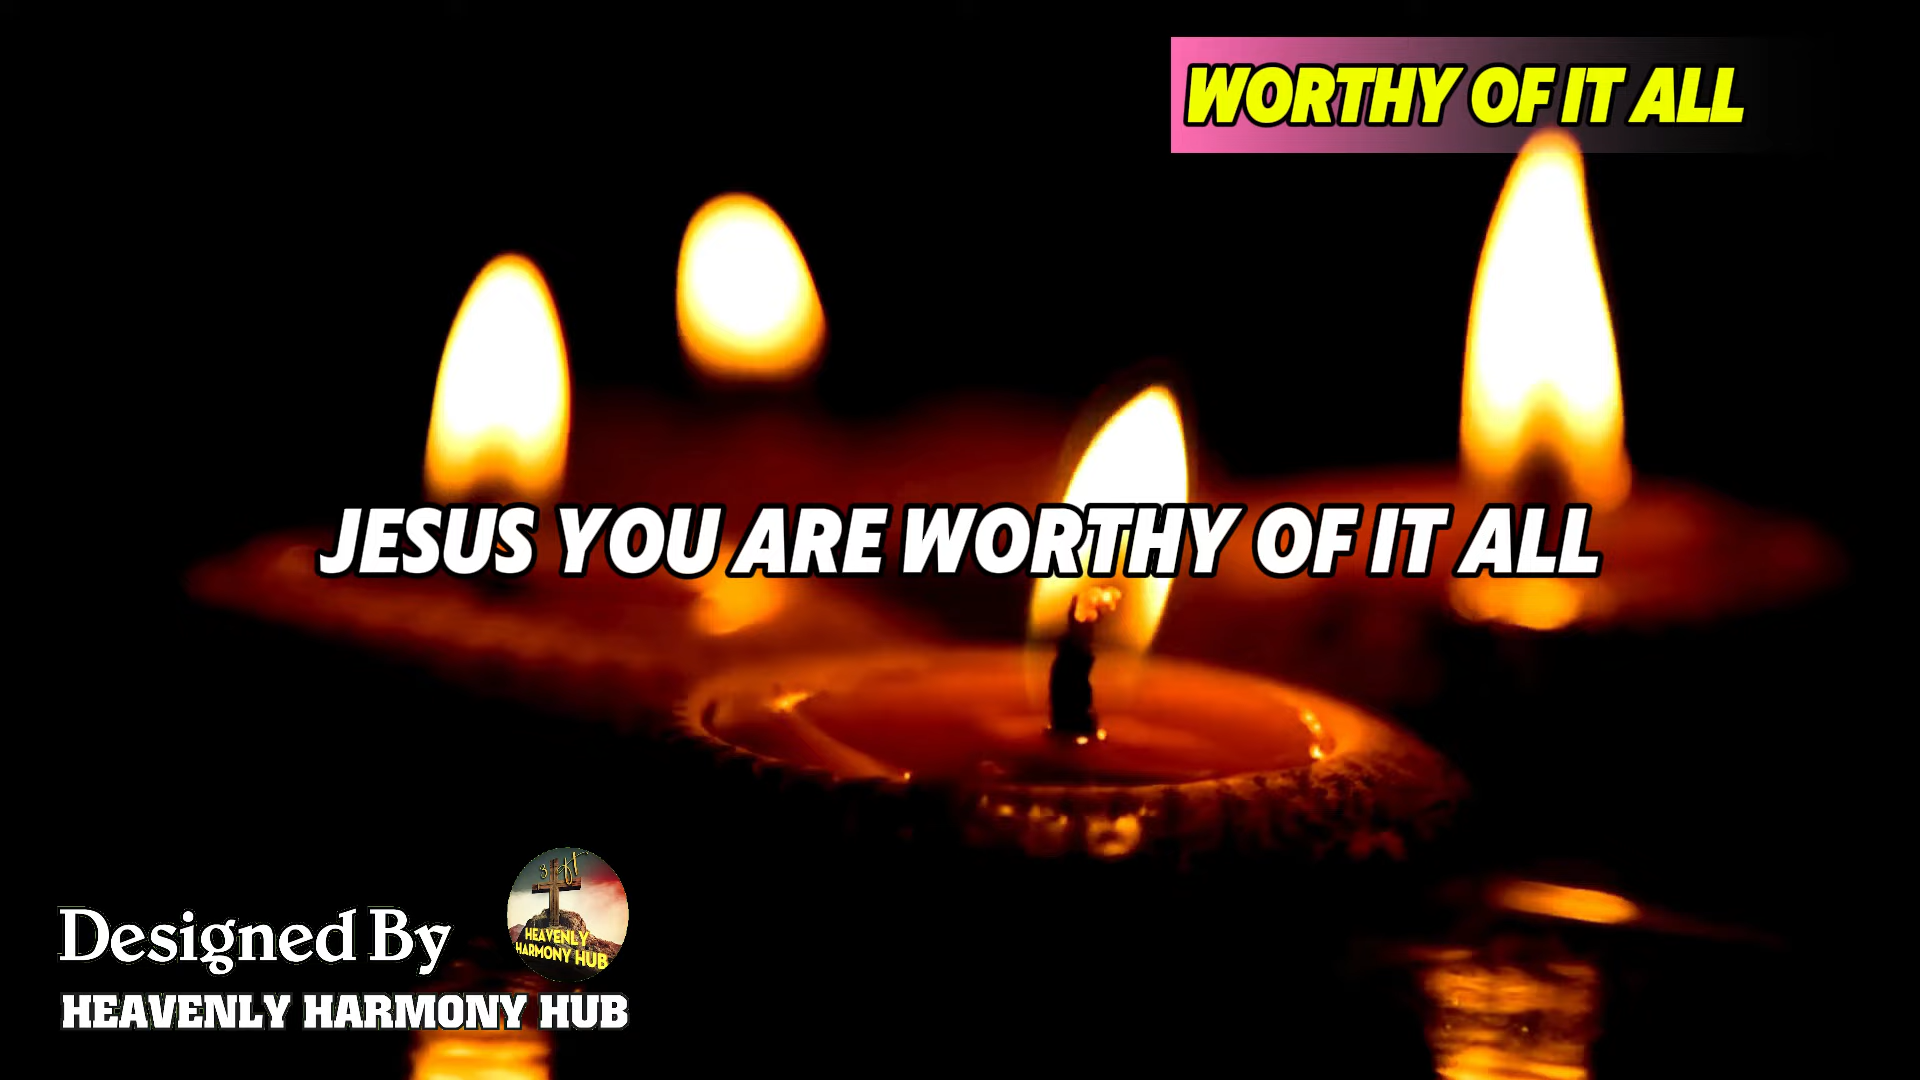 WORTHY OF IT ALL
JESUS YOU ARE WORTHY OF IT ALL
Designed By
HEAVENLY
HARMONY HUB
HEAVENLY HARMONY HUB